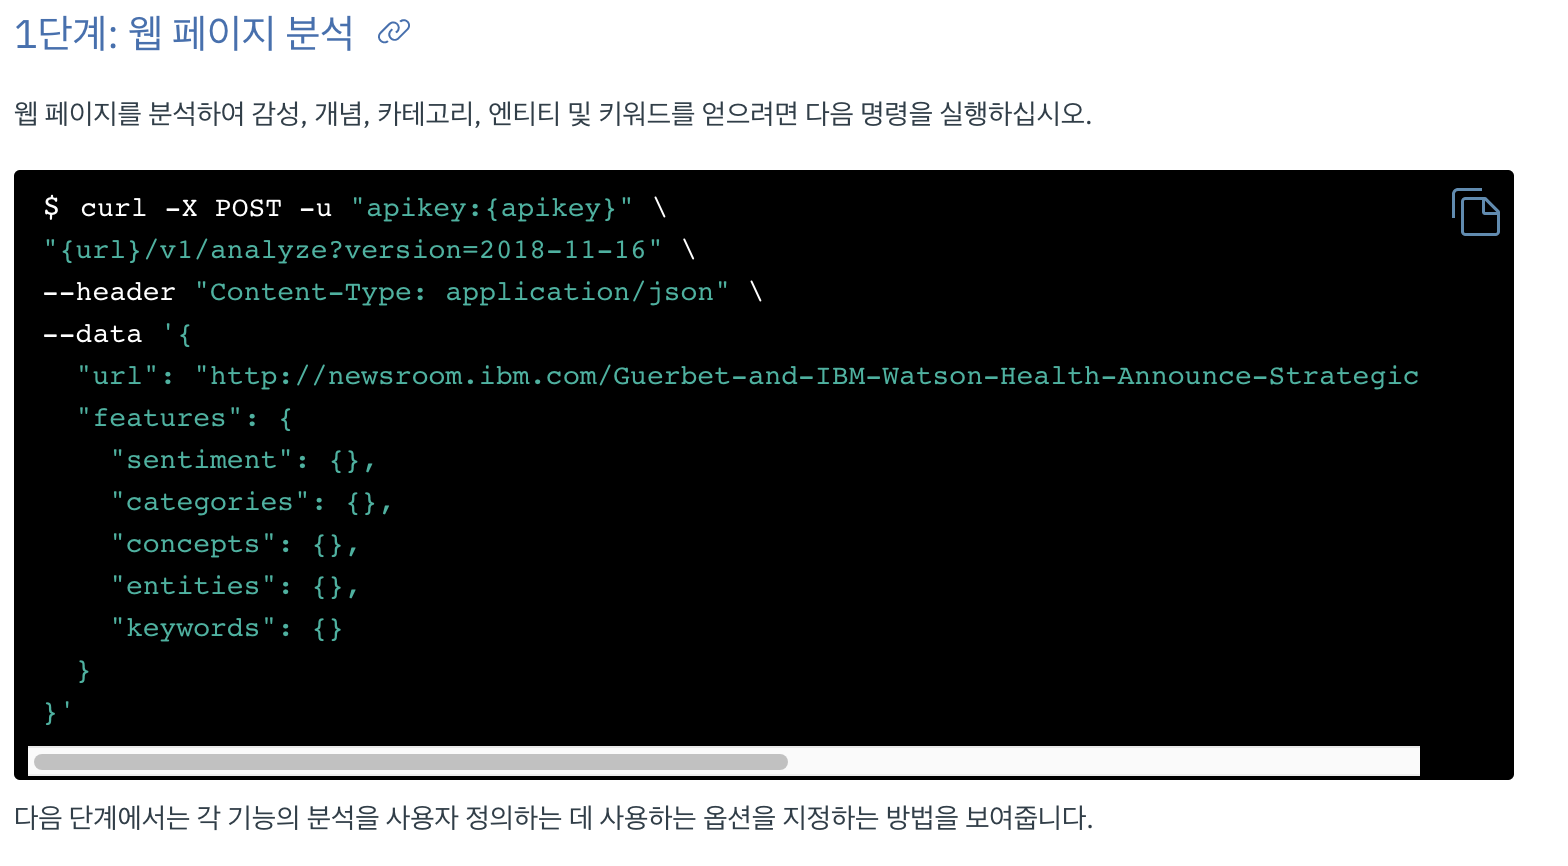 1단계: 웹 페이지 분석
웹 페이지를 분석하여 감성, 개념, 카테고리, 엔티티 및 키워드를 얻으려면 다음 명령을 실행하십시오.
$ curl -X POST -u "apikey:{apikey}" \
"{url}/v1/analyze?version=2018-11-16" \
--header "Content-Type: application/json" \
--data '{
  "url": "http://newsroom.ibm.com/Guerbet-and-IBM-Watson-Health-Announce-Strategic
  "features": {
    "sentiment": {},
    "categories": {},
    "concepts": {},
    "entities": {},
    "keywords": {}
  }
}'
다음 단계에서는 각 기능의 분석을 사용자 정의하는 데 사용하는 옵션을 지정하는 방법을 보여줍니다.